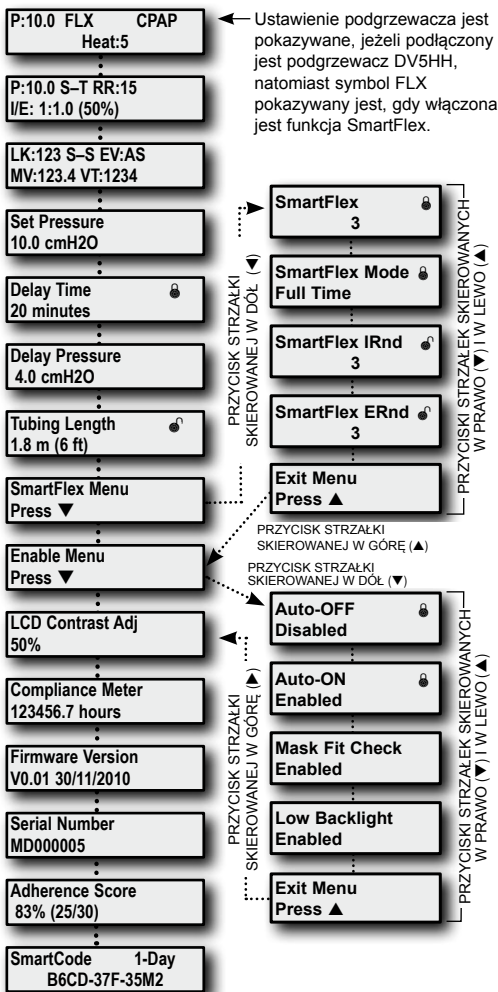 P:10.0 FLX CPAP
Heat:5
Ustawienie podgrzewacza jest
pokazywane, jeżeli podłączony
jest podgrzewacz DV5HH,
natomiast symbol FLX
pokazywany jest, gdy włączona
jest funkcja SmartFlex.
P:10.0 S–T RR:15
I/E: 1:1.0 (50%)
LK:123 S–S EV:AS
MV:123.4 VT:1234
Set Pressure
10.0 cmH2O
Delay Time
20 minutes
Delay Pressure
4.0 cmH2O
Tubing Length
1.8 m (6 ft)
SmartFlex Menu
Press ▼
Enable Menu
Press ▼
LCD Contrast Adj
50%
Compliance Meter
123456.7 hours
Firmware Version
V0.01 30/11/2010
Serial Number
MD000005
Adherence Score
83% (25/30)
SmartCode 1-Day
B6CD-37F-35M2
PRZYCISK STRZAŁKI
SKIEROWANEJ W DÓŁ (▼)
SmartFlex
3
SmartFlex Mode
Full Time
SmartFlex IRnd
3
SmartFlex ERnd
3
Exit Menu
Press ▲
PRZYCISKI STRZAŁEK SKIEROWANYCH
W PRAWO (▼) I W LEWO (▲)
PRZYCISK STRZAŁKI
SKIEROWANEJ W GÓRĘ (▲)
PRZYCISK STRZAŁKI
SKIEROWANEJ W DÓŁ (▼)
Auto-OFF
Disabled
Auto-ON
Enabled
Mask Fit Check
Enabled
Low Backlight
Enabled
Exit Menu
Press ▲
PRZYCISK STRZAŁKI
SKIEROWANEJ W GÓRĘ (▲)
PRZYCISKI STRZAŁEK SKIEROWANYCH
W PRAWO (▼) I W LEWO (▲)